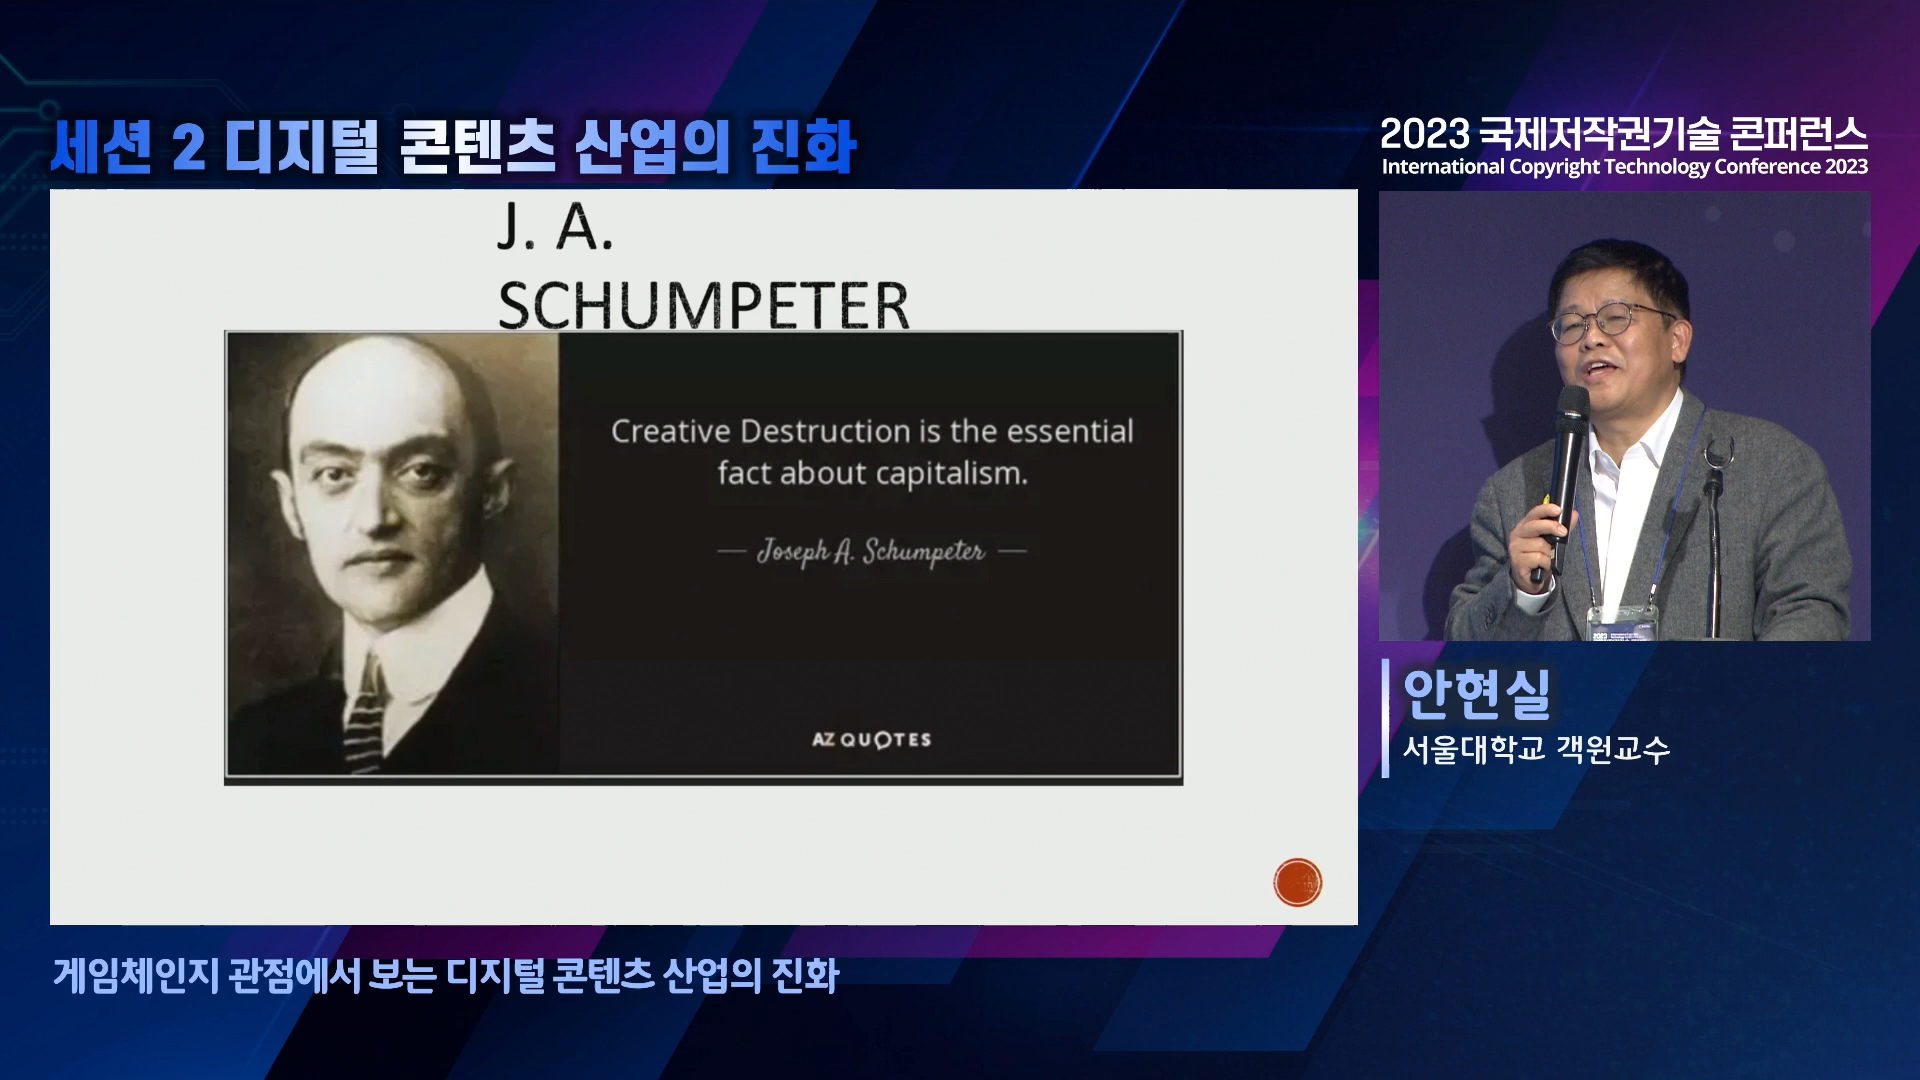 세션 2 디지털 콘텐츠 산업의 진화
2023 국제저작권기술 콘퍼런스
International Copyright Technology Conference 2023
J. A.
SCHUMPETER
Creative Destruction is the essential
fact about capitalism.
— Joseph A. Schumpeter —
AZ QUOTES
안현실
서울대학교 객원교수
게임체인지 관점에서 보는 디지털 콘텐츠 산업의 진화